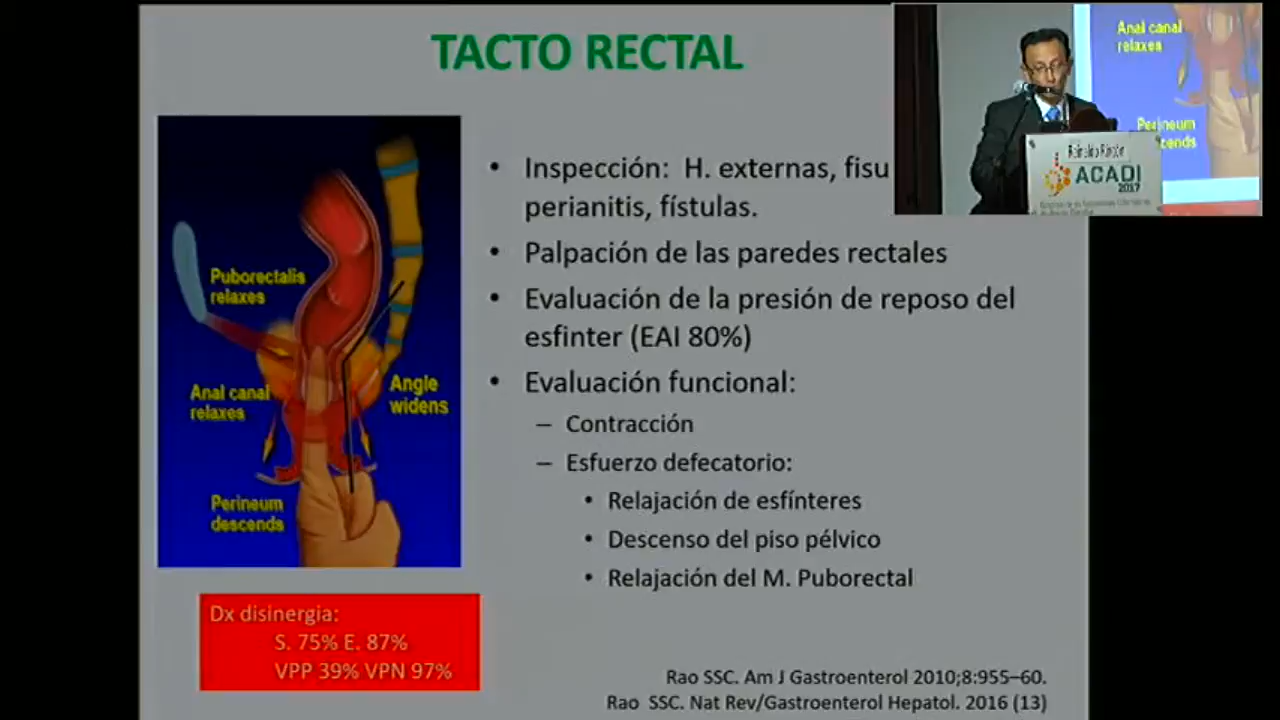 TACTO RECTAL
• Inspección: H. externas, fisu
perianitis, fístulas.
• Palpación de las paredes rectales
• Evaluación de la presión de reposo del
esfinter (EAI 80%)
• Evaluación funcional:
– Contracción
– Esfuerzo defecatorio:
• Relajación de esfínteres
• Descenso del piso pélvico
• Relajación del M. Puborectal
Puborectalis
relaxes
Anal canal
relaxes
Angle
widens
Perineum
descends
Dx disinergia:
S. 75% E. 87%
VPP 39% VPN 97%
Rao SSC. Am J Gastroenterol 2010;8:955–60.
Rao SSC. Nat Rev/Gastroenterol Hepatol. 2016 (13)
Anal canal
relaxes
Perineum
cends
Reinaldo Rincón
ACADI
2017